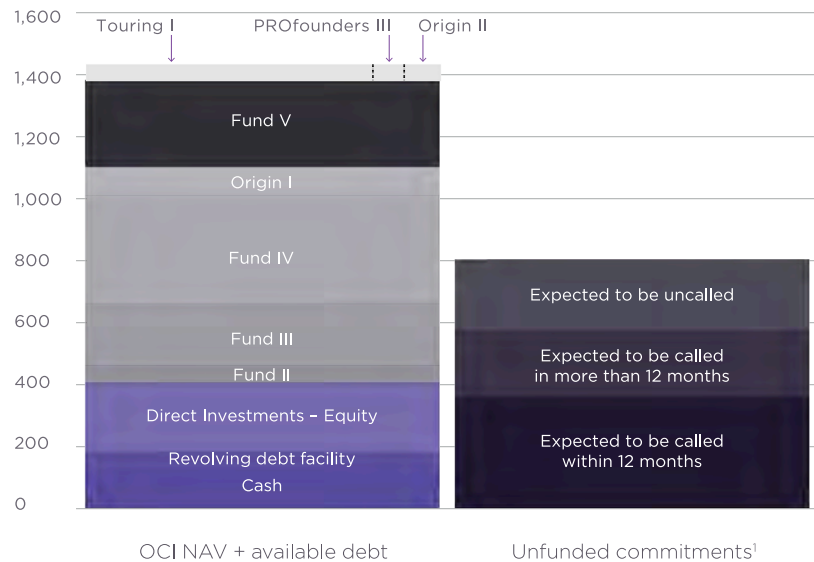 1,600
Touring I PROfounders III Origin II
1,400
Fund V
1,200
Origin I
1,000
Fund IV
800
Expected to be uncalled
600
Fund III
Expected to be called
in more than 12 months
Fund II
400
Direct Investments – Equity
Expected to be called
within 12 months
200
Revolving debt facility
Cash
0
OCI NAV + available debt
Unfunded commitments¹